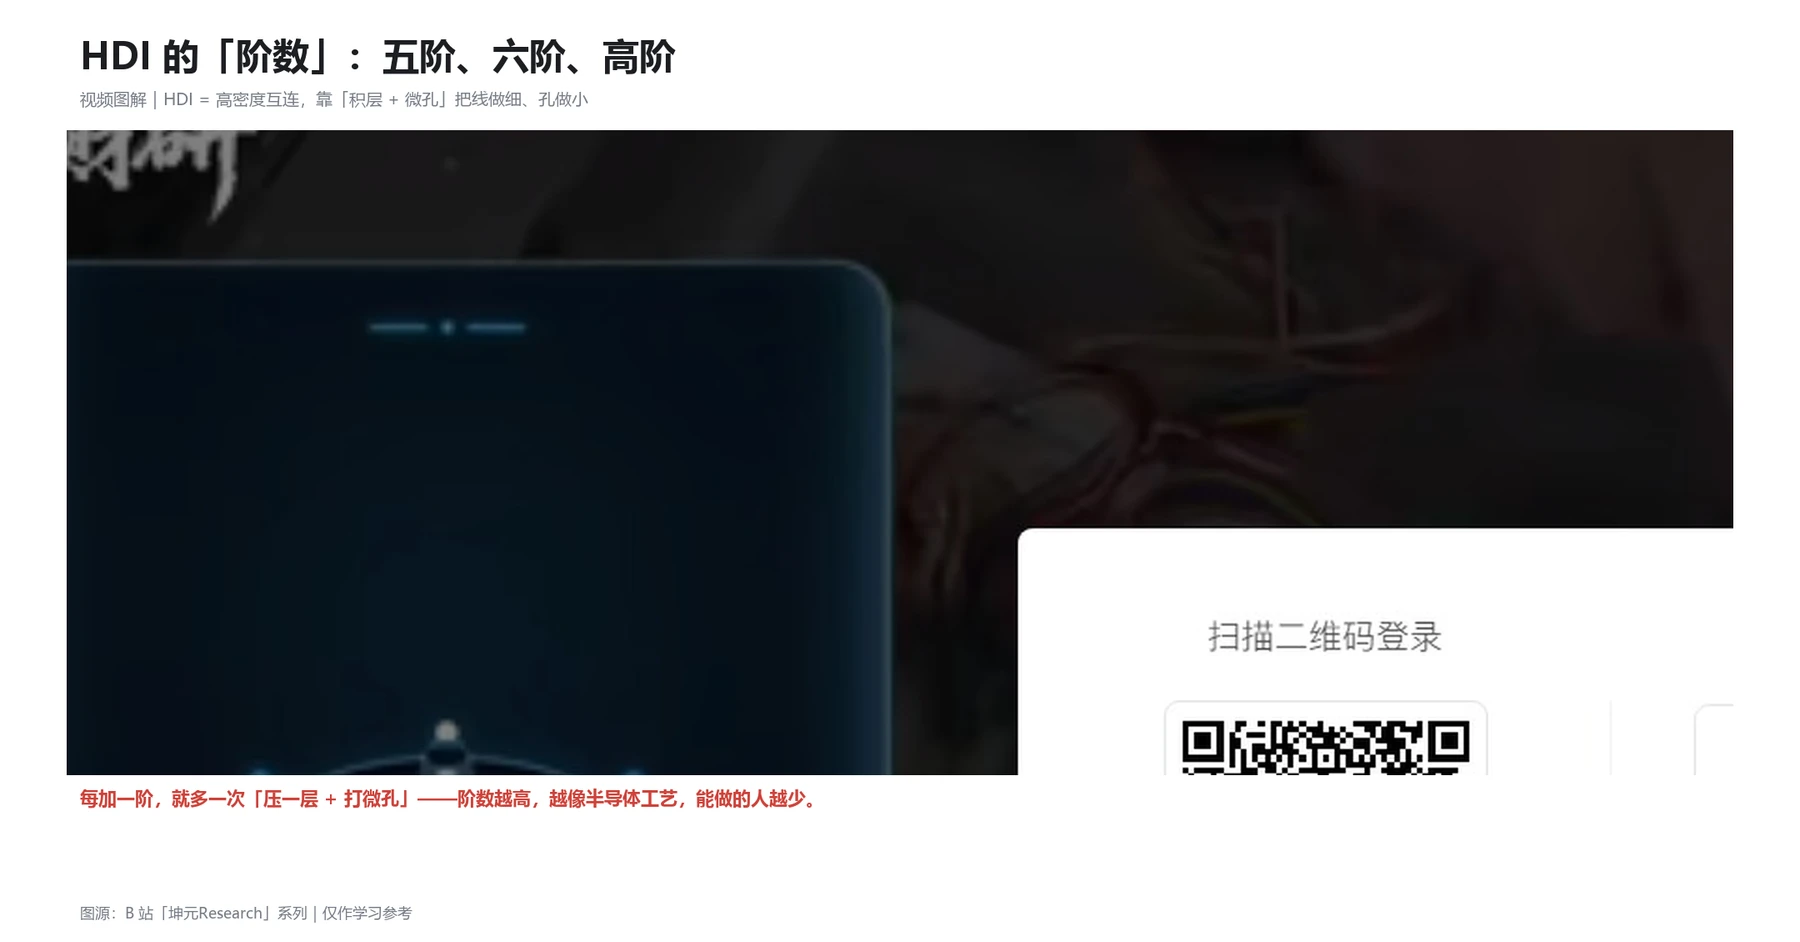 HDI 的「阶数」：五阶、六阶、高阶
视频图解 | HDI = 高密度互连，靠「积层 + 微孔」把线做细、孔做小
扫描二维码登录
每加一阶，就多一次「压一层 + 打微孔」——阶数越高，越像半导体工艺，能做的人越少。
图源：B 站「坤元Research」系列 | 仅作学习参考